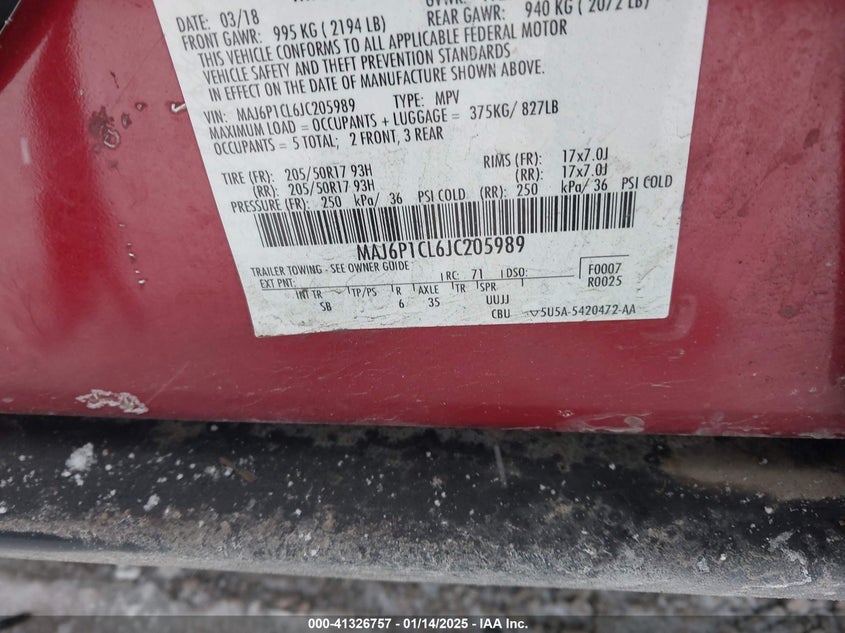 DATE: 03/18
FRONT GAWR: 995 KG ( 2194 LB) REAR GAWR: 940 KG ( 2072 LB)
THIS VEHICLE CONFORMS TO ALL APPLICABLE FEDERAL MOTOR
VEHICLE SAFETY AND THEFT PREVENTION STANDARDS
IN EFFECT ON THE DATE OF MANUFACTURE SHOWN ABOVE.
VIN: MAJ6P1CL6JC205989 TYPE: MPV
MAXIMUM LOAD = OCCUPANTS + LUGGAGE = 375KG/ 827LB
OCCUPANTS = 5 TOTAL; 2 FRONT, 3 REAR
TIRE (FR): 205/50R17 93H RIMS (FR): 17x7.0J
(RR): 205/50R17 93H (RR): 17x7.0J
PRESSURE (FR): 250 kPa/ 36 PSI COLD (RR): 250 kPa/ 36 PSI COLD
MAJ6P1CL6JC205989
TRAILER TOWING - SEE OWNER GUIDE
EXT PNT: RC: 71 DSO: F0007
R0025
INT TR TP/PS R AXLE TR SPR
SB 6 35 UUJJ
CBU 5U5A-5420472-AA
000-41326757 — 01/14/2025 — IAA Inc.